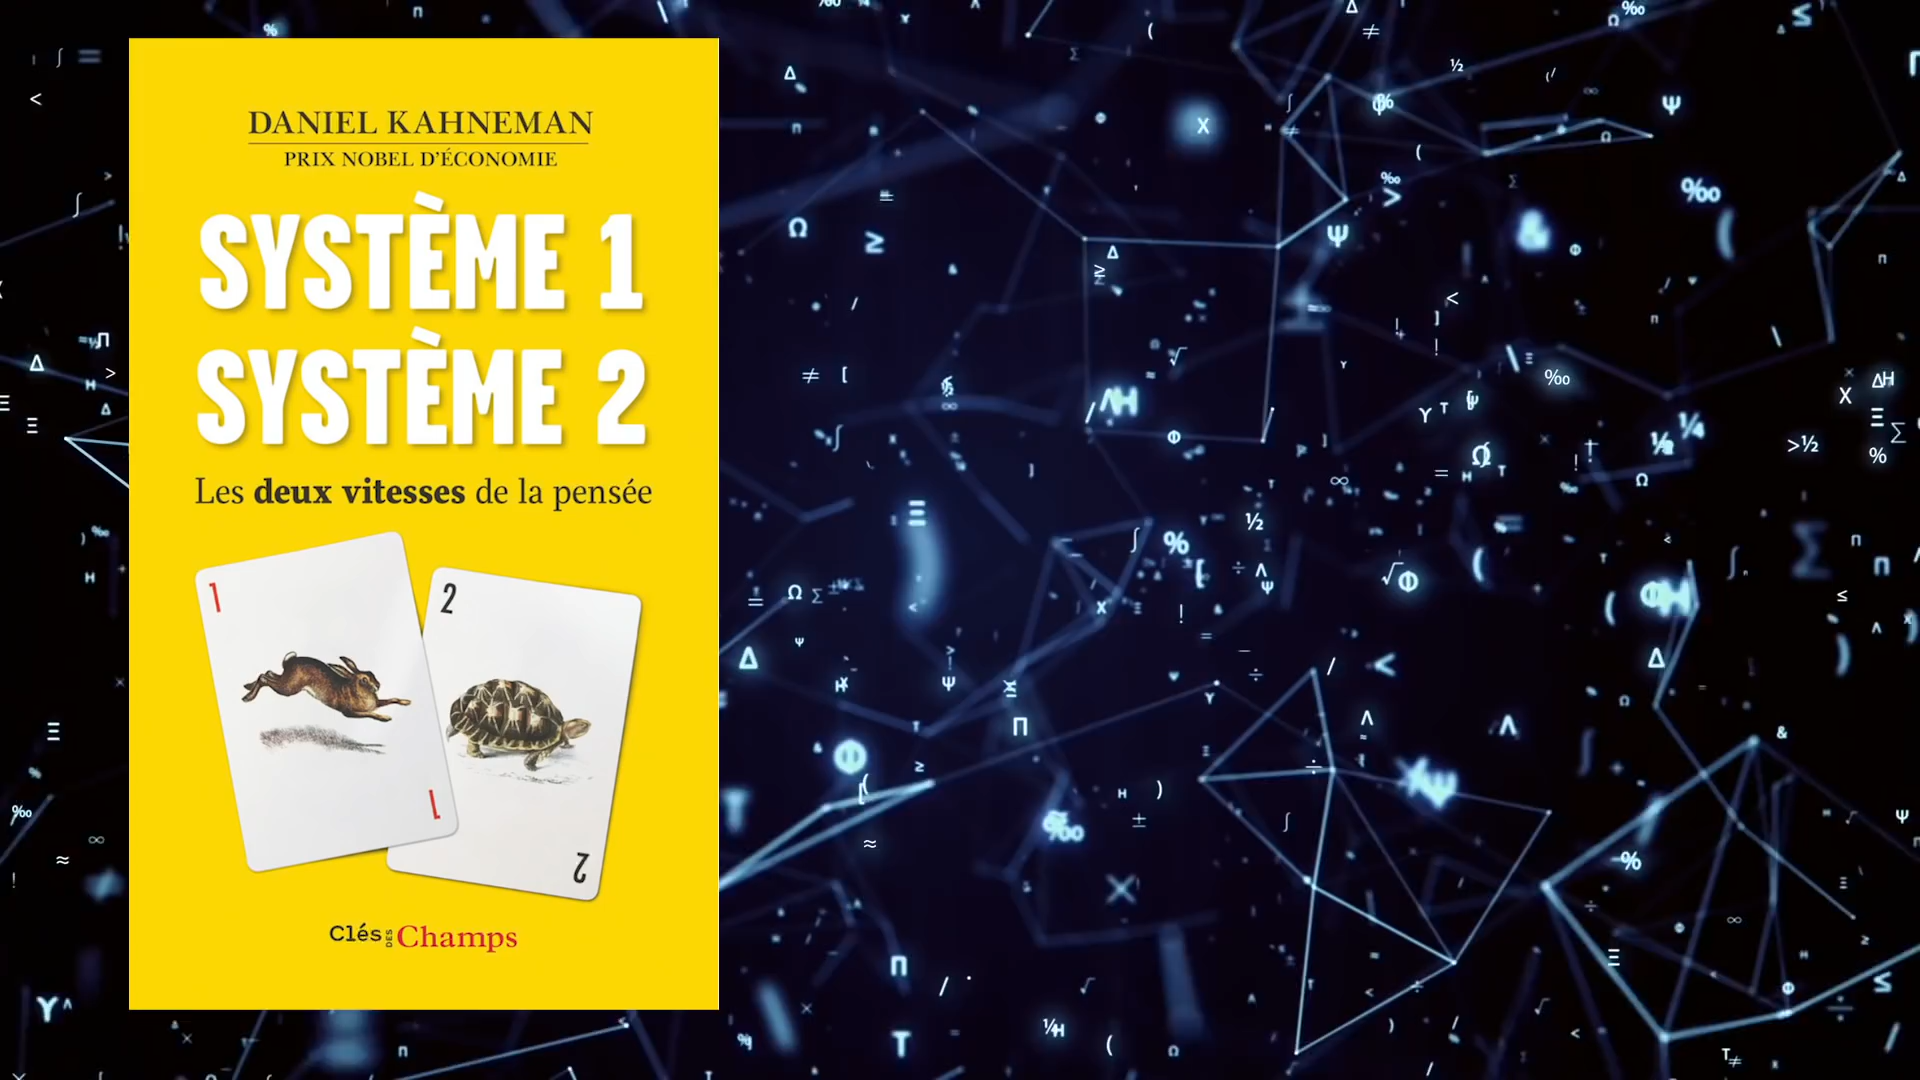 DANIEL KAHNEMAN
PRIX NOBEL D'ÉCONOMIE
SYSTÈME 1
SYSTÈME 2
Les deux vitesses de la pensée
1
2
1
2
Clés DES Champs